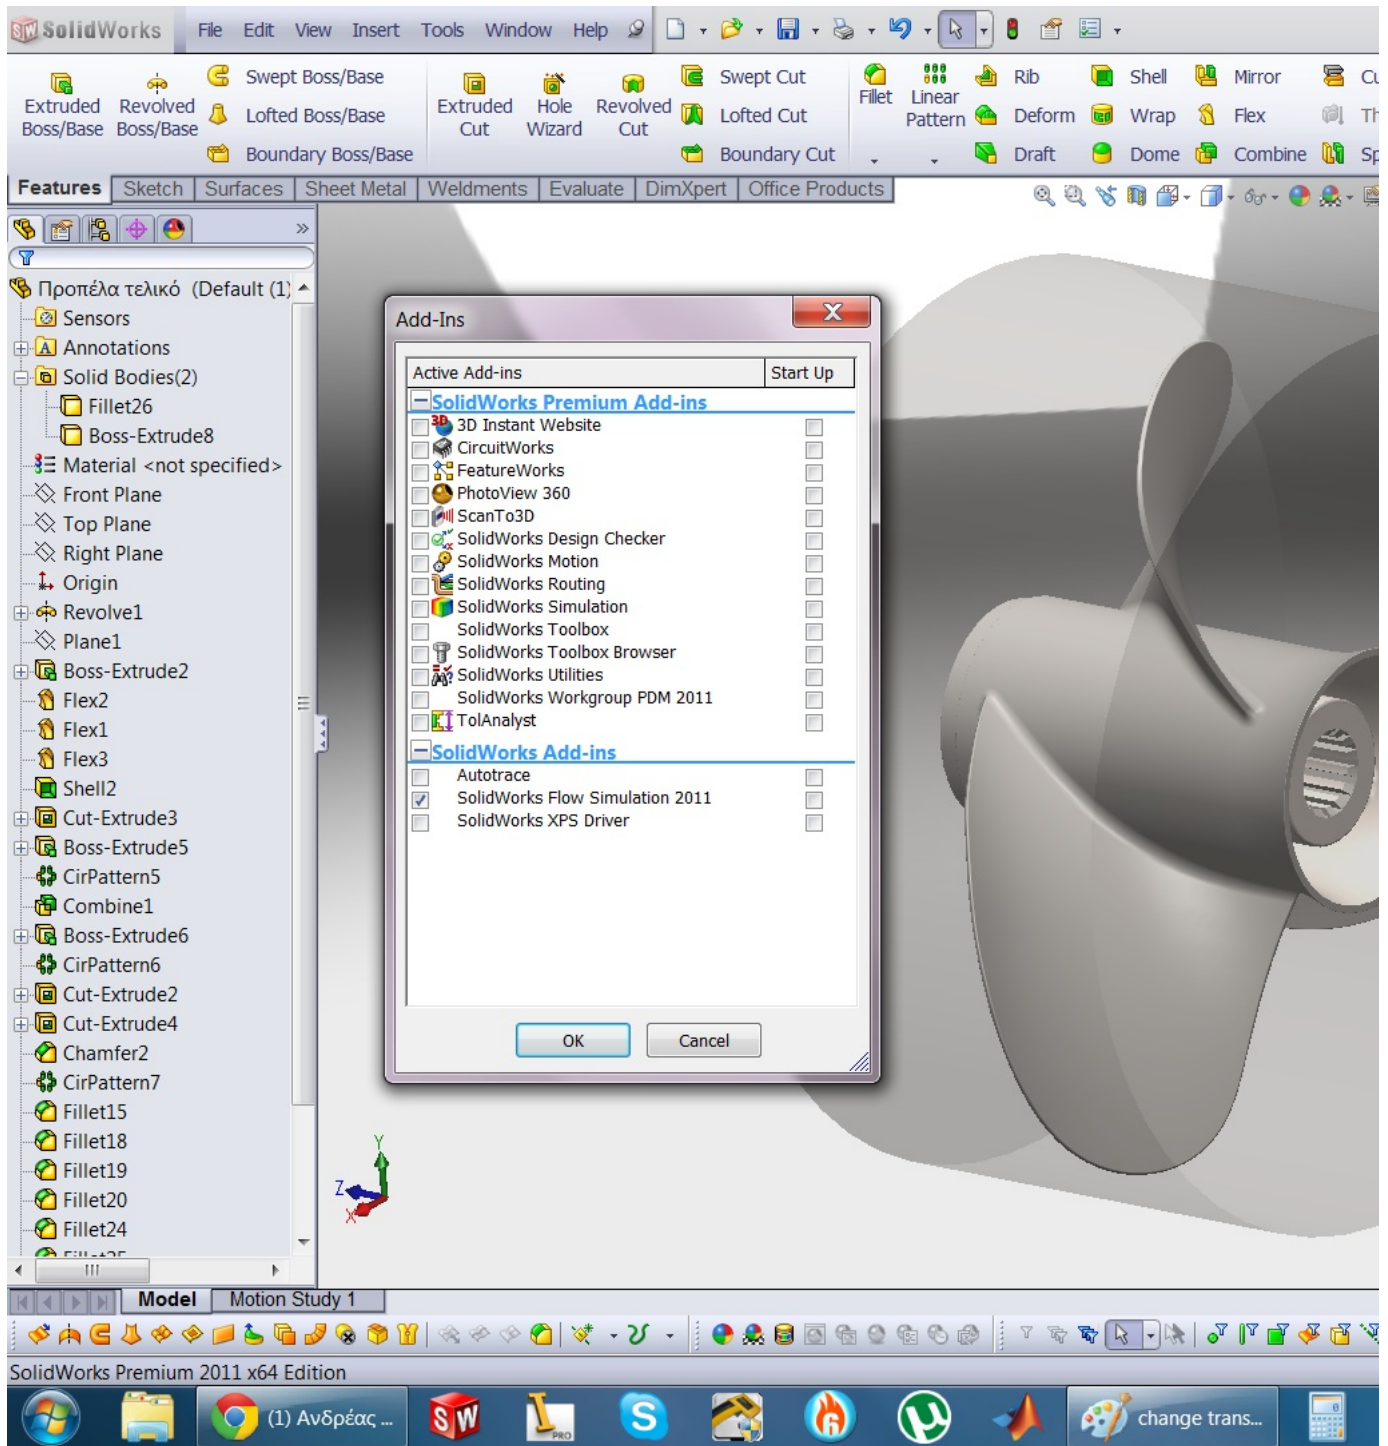 SolidWorks File Edit View Insert Tools Window Help
Extruded Boss/Base
Revolved Boss/Base
Swept Boss/Base
Lofted Boss/Base
Boundary Boss/Base
Extruded Cut
Hole Wizard
Revolved Cut
Swept Cut
Lofted Cut
Boundary Cut
Fillet
Linear Pattern
Rib
Deform
Draft
Shell
Wrap
Dome
Mirror
Flex
Combine
Features Sketch Surfaces Sheet Metal Weldments Evaluate DimXpert Office Products
Προπέλα τελικό (Default (1)
Sensors
Annotations
Solid Bodies(2)
Fillet26
Boss-Extrude8
Material <not specified>
Front Plane
Top Plane
Right Plane
Origin
Revolve1
Plane1
Boss-Extrude2
Flex2
Flex1
Flex3
Shell2
Cut-Extrude3
Boss-Extrude5
CirPattern5
Combine1
Boss-Extrude6
CirPattern6
Cut-Extrude2
Cut-Extrude4
Chamfer2
CirPattern7
Fillet15
Fillet18
Fillet19
Fillet20
Fillet24
Add-Ins
Active Add-ins Start Up
SolidWorks Premium Add-ins
3D Instant Website
CircuitWorks
FeatureWorks
PhotoView 360
ScanTo3D
SolidWorks Design Checker
SolidWorks Motion
SolidWorks Routing
SolidWorks Simulation
SolidWorks Toolbox
SolidWorks Toolbox Browser
SolidWorks Utilities
SolidWorks Workgroup PDM 2011
TolAnalyst
SolidWorks Add-ins
Autotrace
SolidWorks Flow Simulation 2011
SolidWorks XPS Driver
OK Cancel
Y
Z
X
Model Motion Study 1
SolidWorks Premium 2011 x64 Edition
(1) Ανδρέας ... SW PRO change trans...